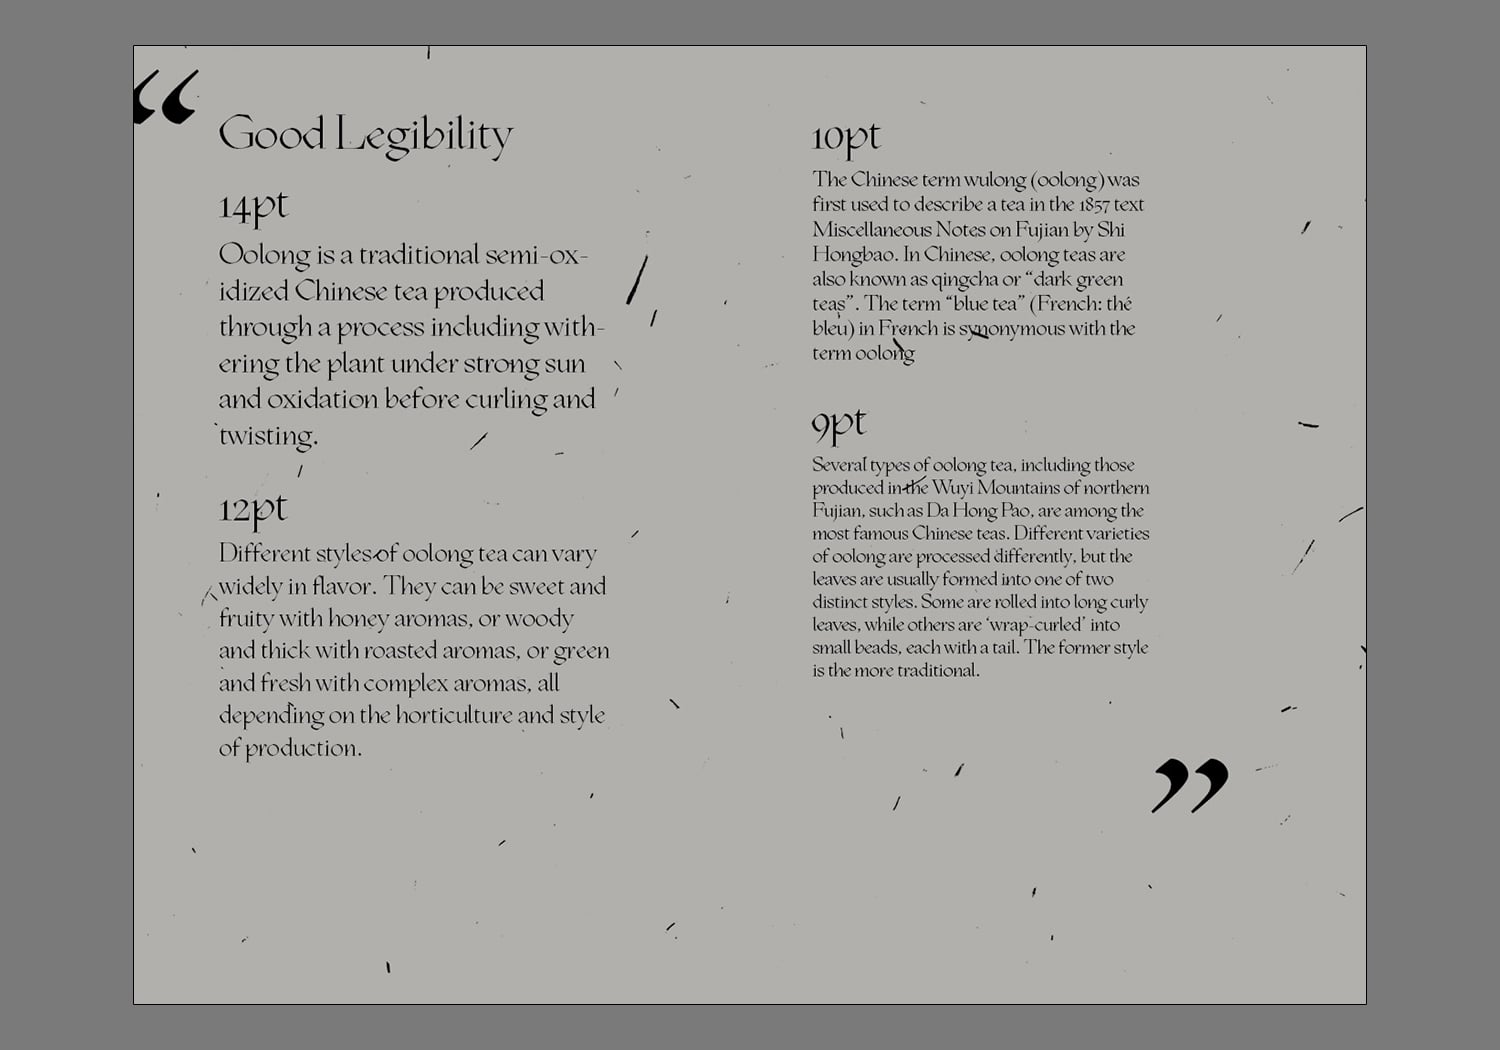 “
Good Legibility
14pt
Oolong is a traditional semi-ox-
idized Chinese tea produced
through a process including with-
ering the plant under strong sun
and oxidation before curling and
twisting.
12pt
Different styles of oolong tea can vary
widely in flavor. They can be sweet and
fruity with honey aromas, or woody
and thick with roasted aromas, or green
and fresh with complex aromas, all
depending on the horticulture and style
of production.
10pt
The Chinese term wulong (oolong) was
first used to describe a tea in the 1857 text
Miscellaneous Notes on Fujian by Shi
Hongbao. In Chinese, oolong teas are
also known as qingcha or “dark green
teas”. The term “blue tea” (French: thé
bleu) in French is synonymous with the
term oolong
9pt
Several types of oolong tea, including those
produced in the Wuyi Mountains of northern
Fujian, such as Da Hong Pao, are among the
most famous Chinese teas. Different varieties
of oolong are processed differently, but the
leaves are usually formed into one of two
distinct styles. Some are rolled into long curly
leaves, while others are ‘wrap-curled’ into
small beads, each with a tail. The former style
is the more traditional.
”